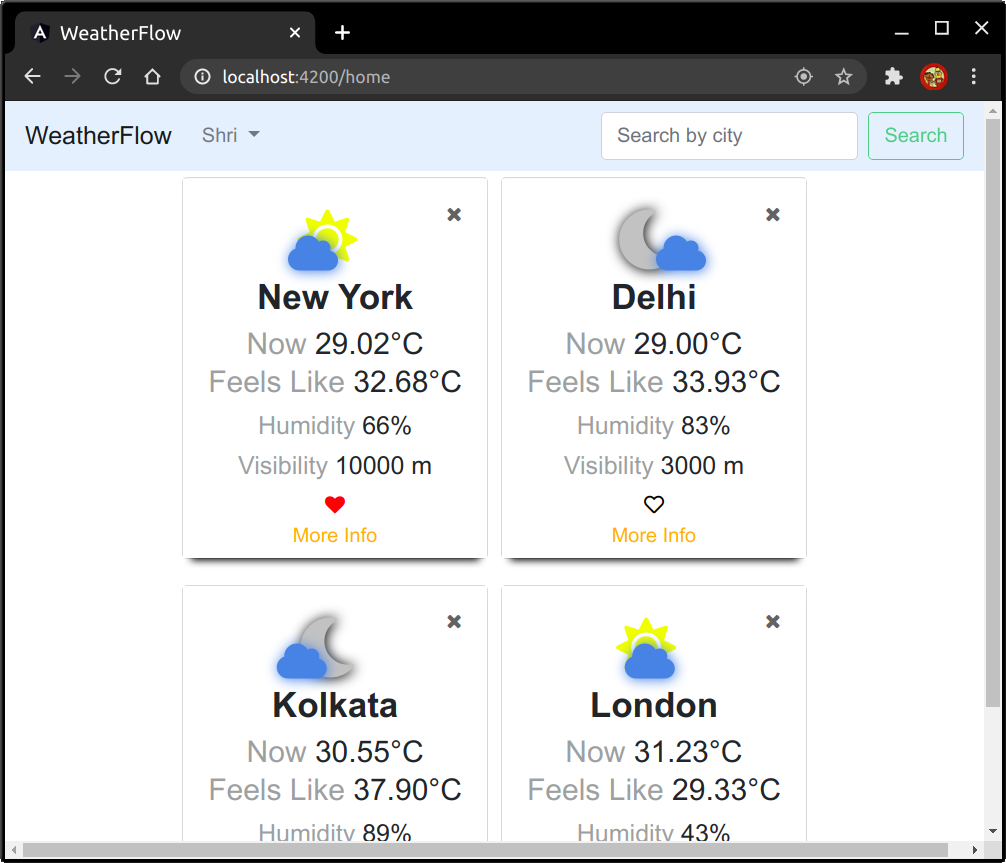 WeatherFlow
localhost:4200/home
WeatherFlow Shri Search by city Search
New York
Now 29.02°C
Feels Like 32.68°C
Humidity 66%
Visibility 10000 m
More Info
Delhi
Now 29.00°C
Feels Like 33.93°C
Humidity 83%
Visibility 3000 m
More Info
Kolkata
Now 30.55°C
Feels Like 37.90°C
Humidity 89%
London
Now 31.23°C
Feels Like 29.33°C
Humidity 43%